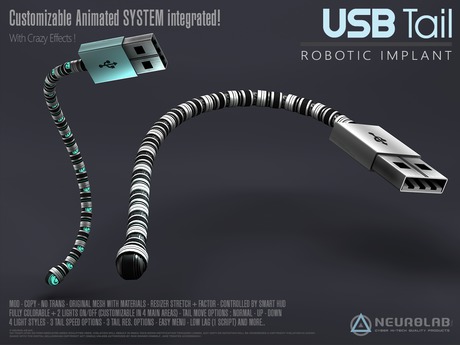 Customizable Animated SYSTEM integrated!
With Crazy Effects !
USB Tail
ROBOTIC IMPLANT
MOD - COPY - NO TRANS - ORIGINAL MESH WITH MATERIALS - RESIZER STRETCH + FACTOR - CONTROLLED BY SMART HUD
FULLY COLORABLE + 2 LIGHTS ON/OFF CUSTOMIZABLE IN 4 MAIN AREAS) - TAIL MOVE OPTIONS : NORMAL - UP - DOWN
4 LIGHT STYLES - 3 TAIL SPEED OPTIONS - 3 TAIL RES. OPTIONS - EASY MENU - LOW LAG (1 SCRIPT) AND MORE..
NEUROLAB